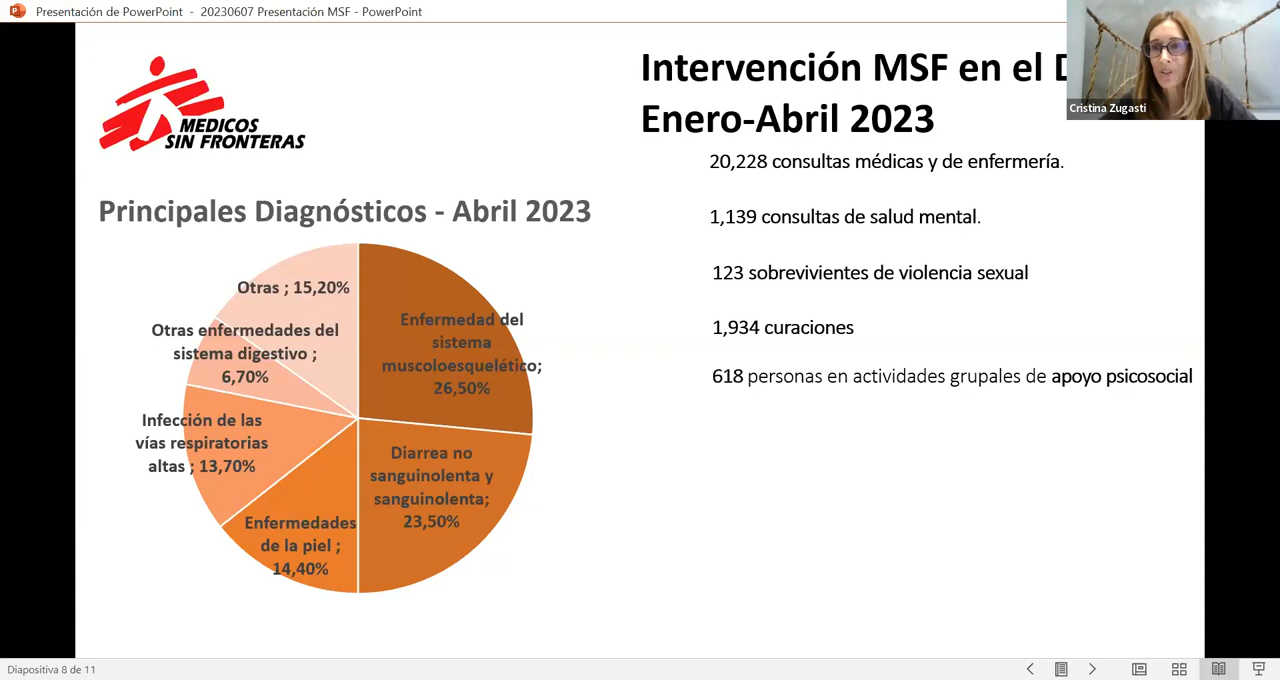 Presentación de PowerPoint - 20230607 Presentación MSF - PowerPoint
MEDICOS
SIN FRONTERAS
Intervención MSF en el
Enero-Abril 2023
Cristina Zugasti
20,228 consultas médicas y de enfermería.
1,139 consultas de salud mental.
123 sobrevivientes de violencia sexual
1,934 curaciones
618 personas en actividades grupales de apoyo psicosocial
Principales Diagnósticos - Abril 2023
Otras ; 15,20%
Otras enfermedades del
sistema digestivo ;
6,70%
Infección de las
vías respiratorias
altas ; 13,70%
Enfermedades
de la piel ;
14,40%
Enfermedad del
sistema
muscoloesquelético;
26,50%
Diarrea no
sanguinolenta y
sanguinolenta;
23,50%
Diapositiva 8 de 11